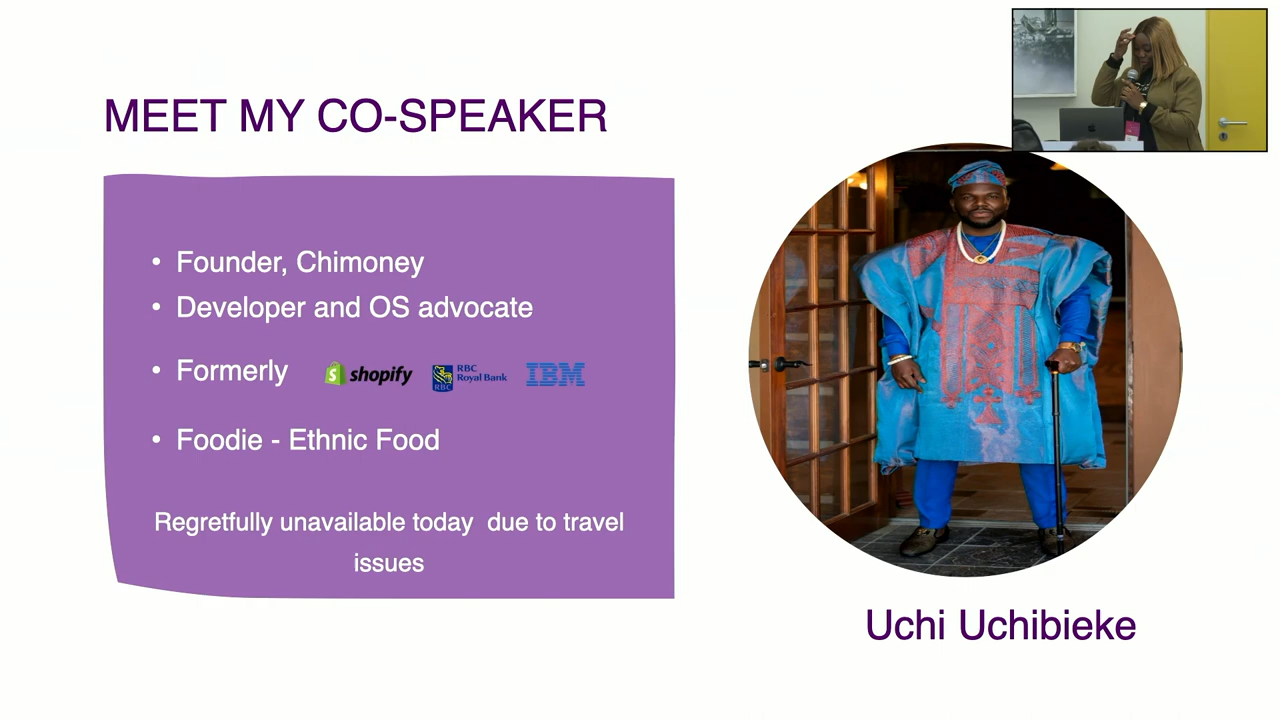 MEET MY CO-SPEAKER
• Founder, Chimoney
• Developer and OS advocate
• Formerly shopify RBC RBC Royal Bank IBM
• Foodie - Ethnic Food
Regretfully unavailable today due to travel
issues
Uchi Uchibieke